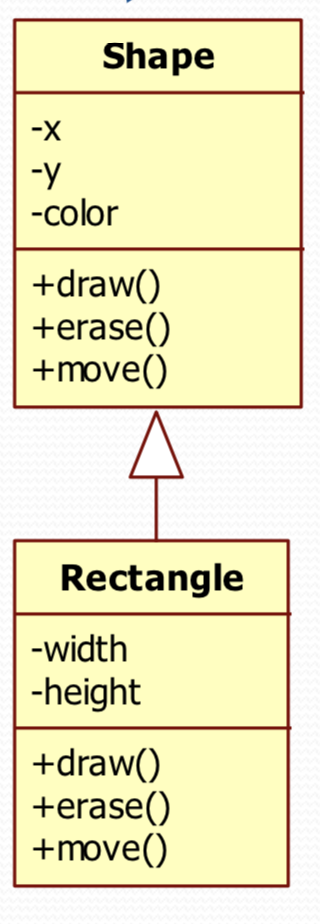 Shape
-x
-y
-color
+draw()
+erase()
+move()
Rectangle
-width
-height
+draw()
+erase()
+move()